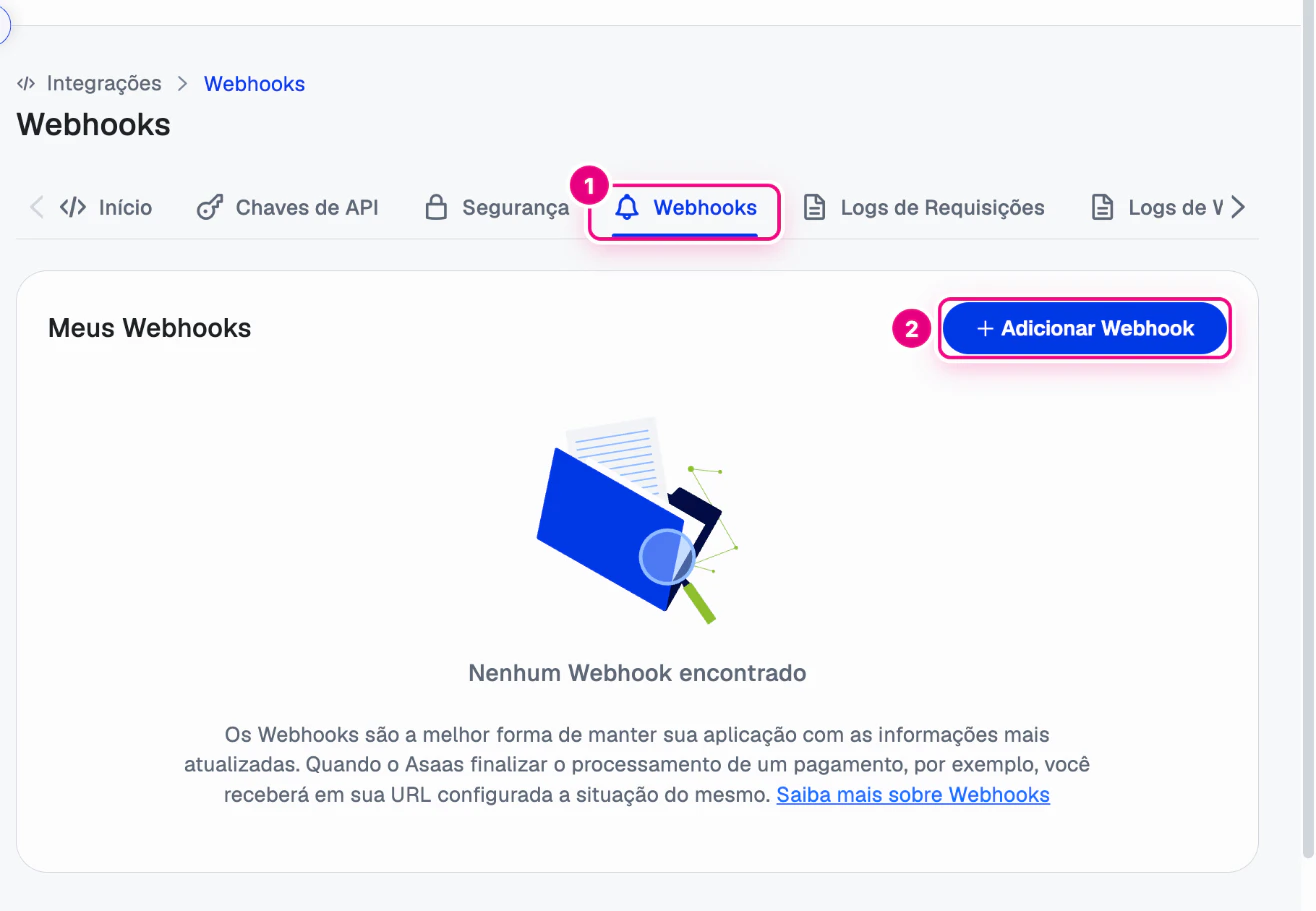 Integrações > Webhooks
Webhooks
Início Chaves de API Segurança 1 Webhooks Logs de Requisições Logs de V
Meus Webhooks 2 + Adicionar Webhook
Nenhum Webhook encontrado
Os Webhooks são a melhor forma de manter sua aplicação com as informações mais
atualizadas. Quando o Asaas finalizar o processamento de um pagamento, por exemplo, você
receberá em sua URL configurada a situação do mesmo. Saiba mais sobre Webhooks